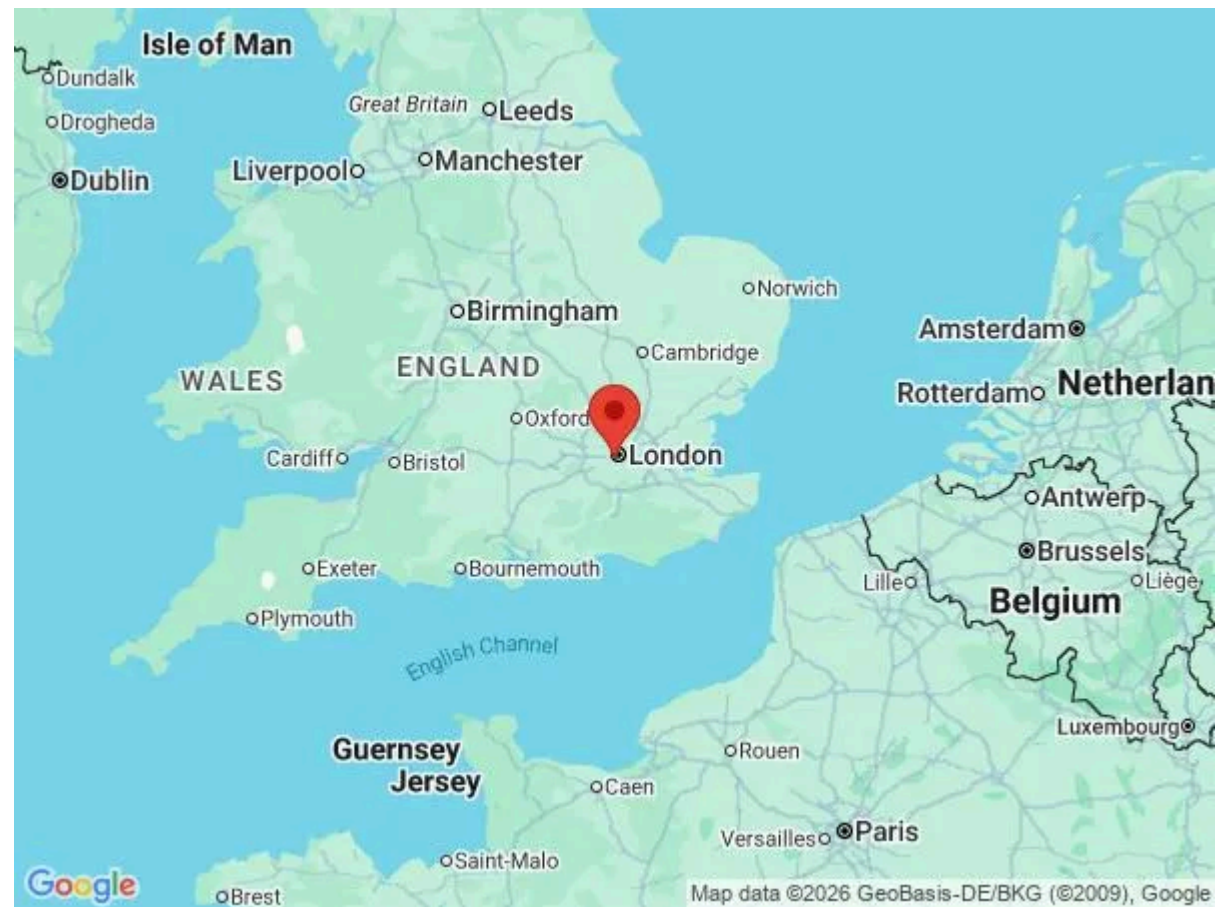 Isle of Man
Dundalk
Great Britain
Leeds
Drogheda
Manchester
Liverpool
Dublin
Norwich
Birmingham
Amsterdam
Cambridge
ENGLAND
WALES
Netherlan
Rotterdam
Oxford
London
Cardiff
Bristol
Antwerp
Brussels
Exeter
Bournemouth
Lille
Liège
Belgium
Plymouth
English Channel
Luxembourg
Guernsey
Rouen
Jersey
Caen
Paris
Versailles
Saint-Malo
Google
Brest
Map data ©2026 GeoBasis-DE/BKG (©2009), Google